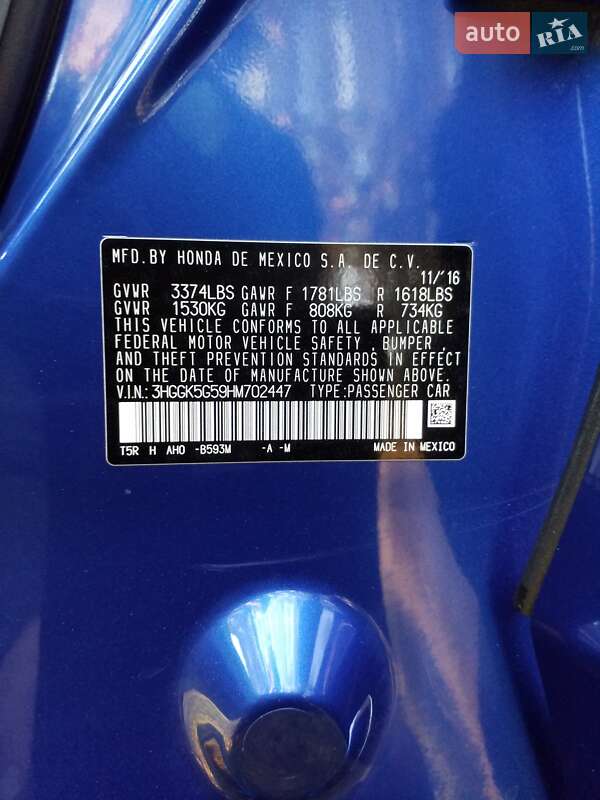 auto RIA.com
MFD.BY HONDA DE MEXICO S.A. DE C.V.
11/'16
GVWR 3374LBS GAWR F 1781LBS R 1618LBS
GVWR 1530KG GAWR F 808KG R 734KG
THIS VEHICLE CONFORMS TO ALL APPLICABLE
FEDERAL MOTOR VEHICLE SAFETY , BUMPER ,
AND THEFT PREVENTION STANDARDS IN EFFECT
ON THE DATE OF MANUFACTURE SHOWN ABOVE.
V.I.N.: 3HGGK5G59HM702447 TYPE:PASSENGER CAR
T5R H AHO -B593M -A -M MADE IN MEXICO